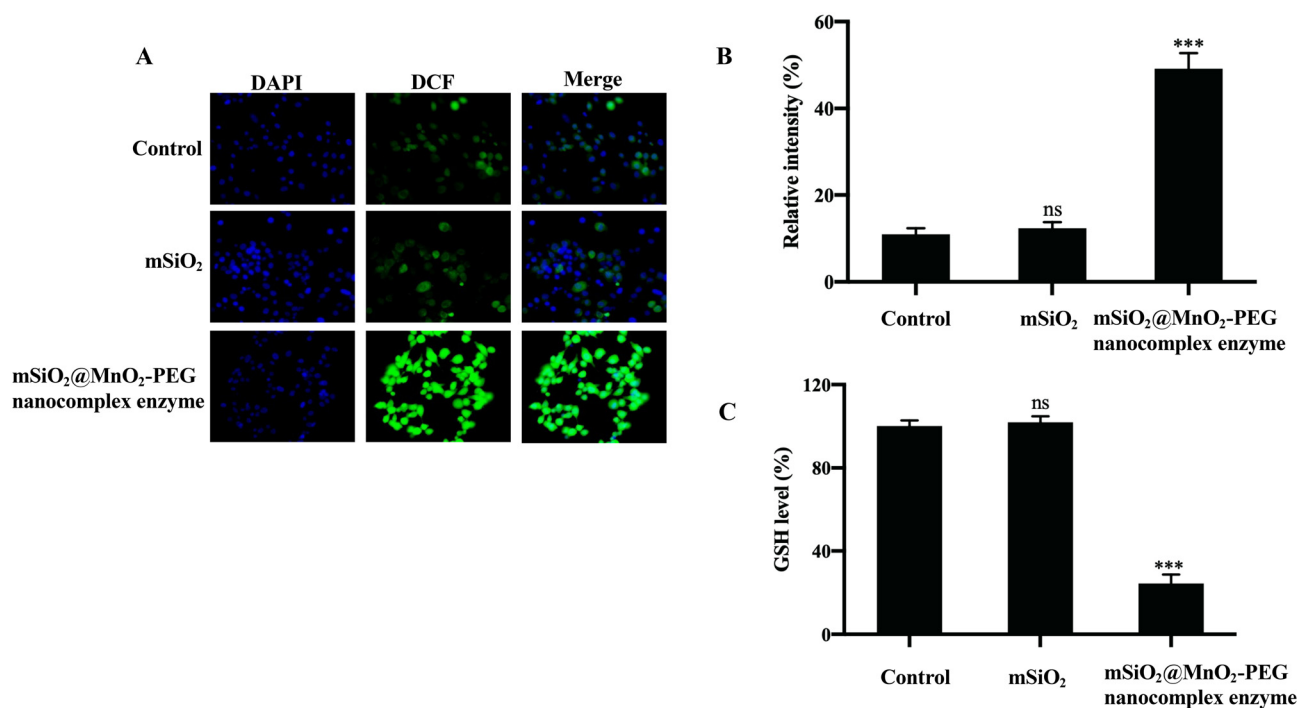 A
DAPI DCF Merge
Control
mSiO₂
mSiO₂@MnO₂-PEG
nanocomplex enzyme
B
Relative intensity (%)
60
40
20
0
ns
***
Control mSiO₂ mSiO₂@MnO₂-PEG
nanocomplex enzyme
C
GSH level (%)
120
80
40
0
ns
***
Control mSiO₂ mSiO₂@MnO₂-PEG
nanocomplex enzyme